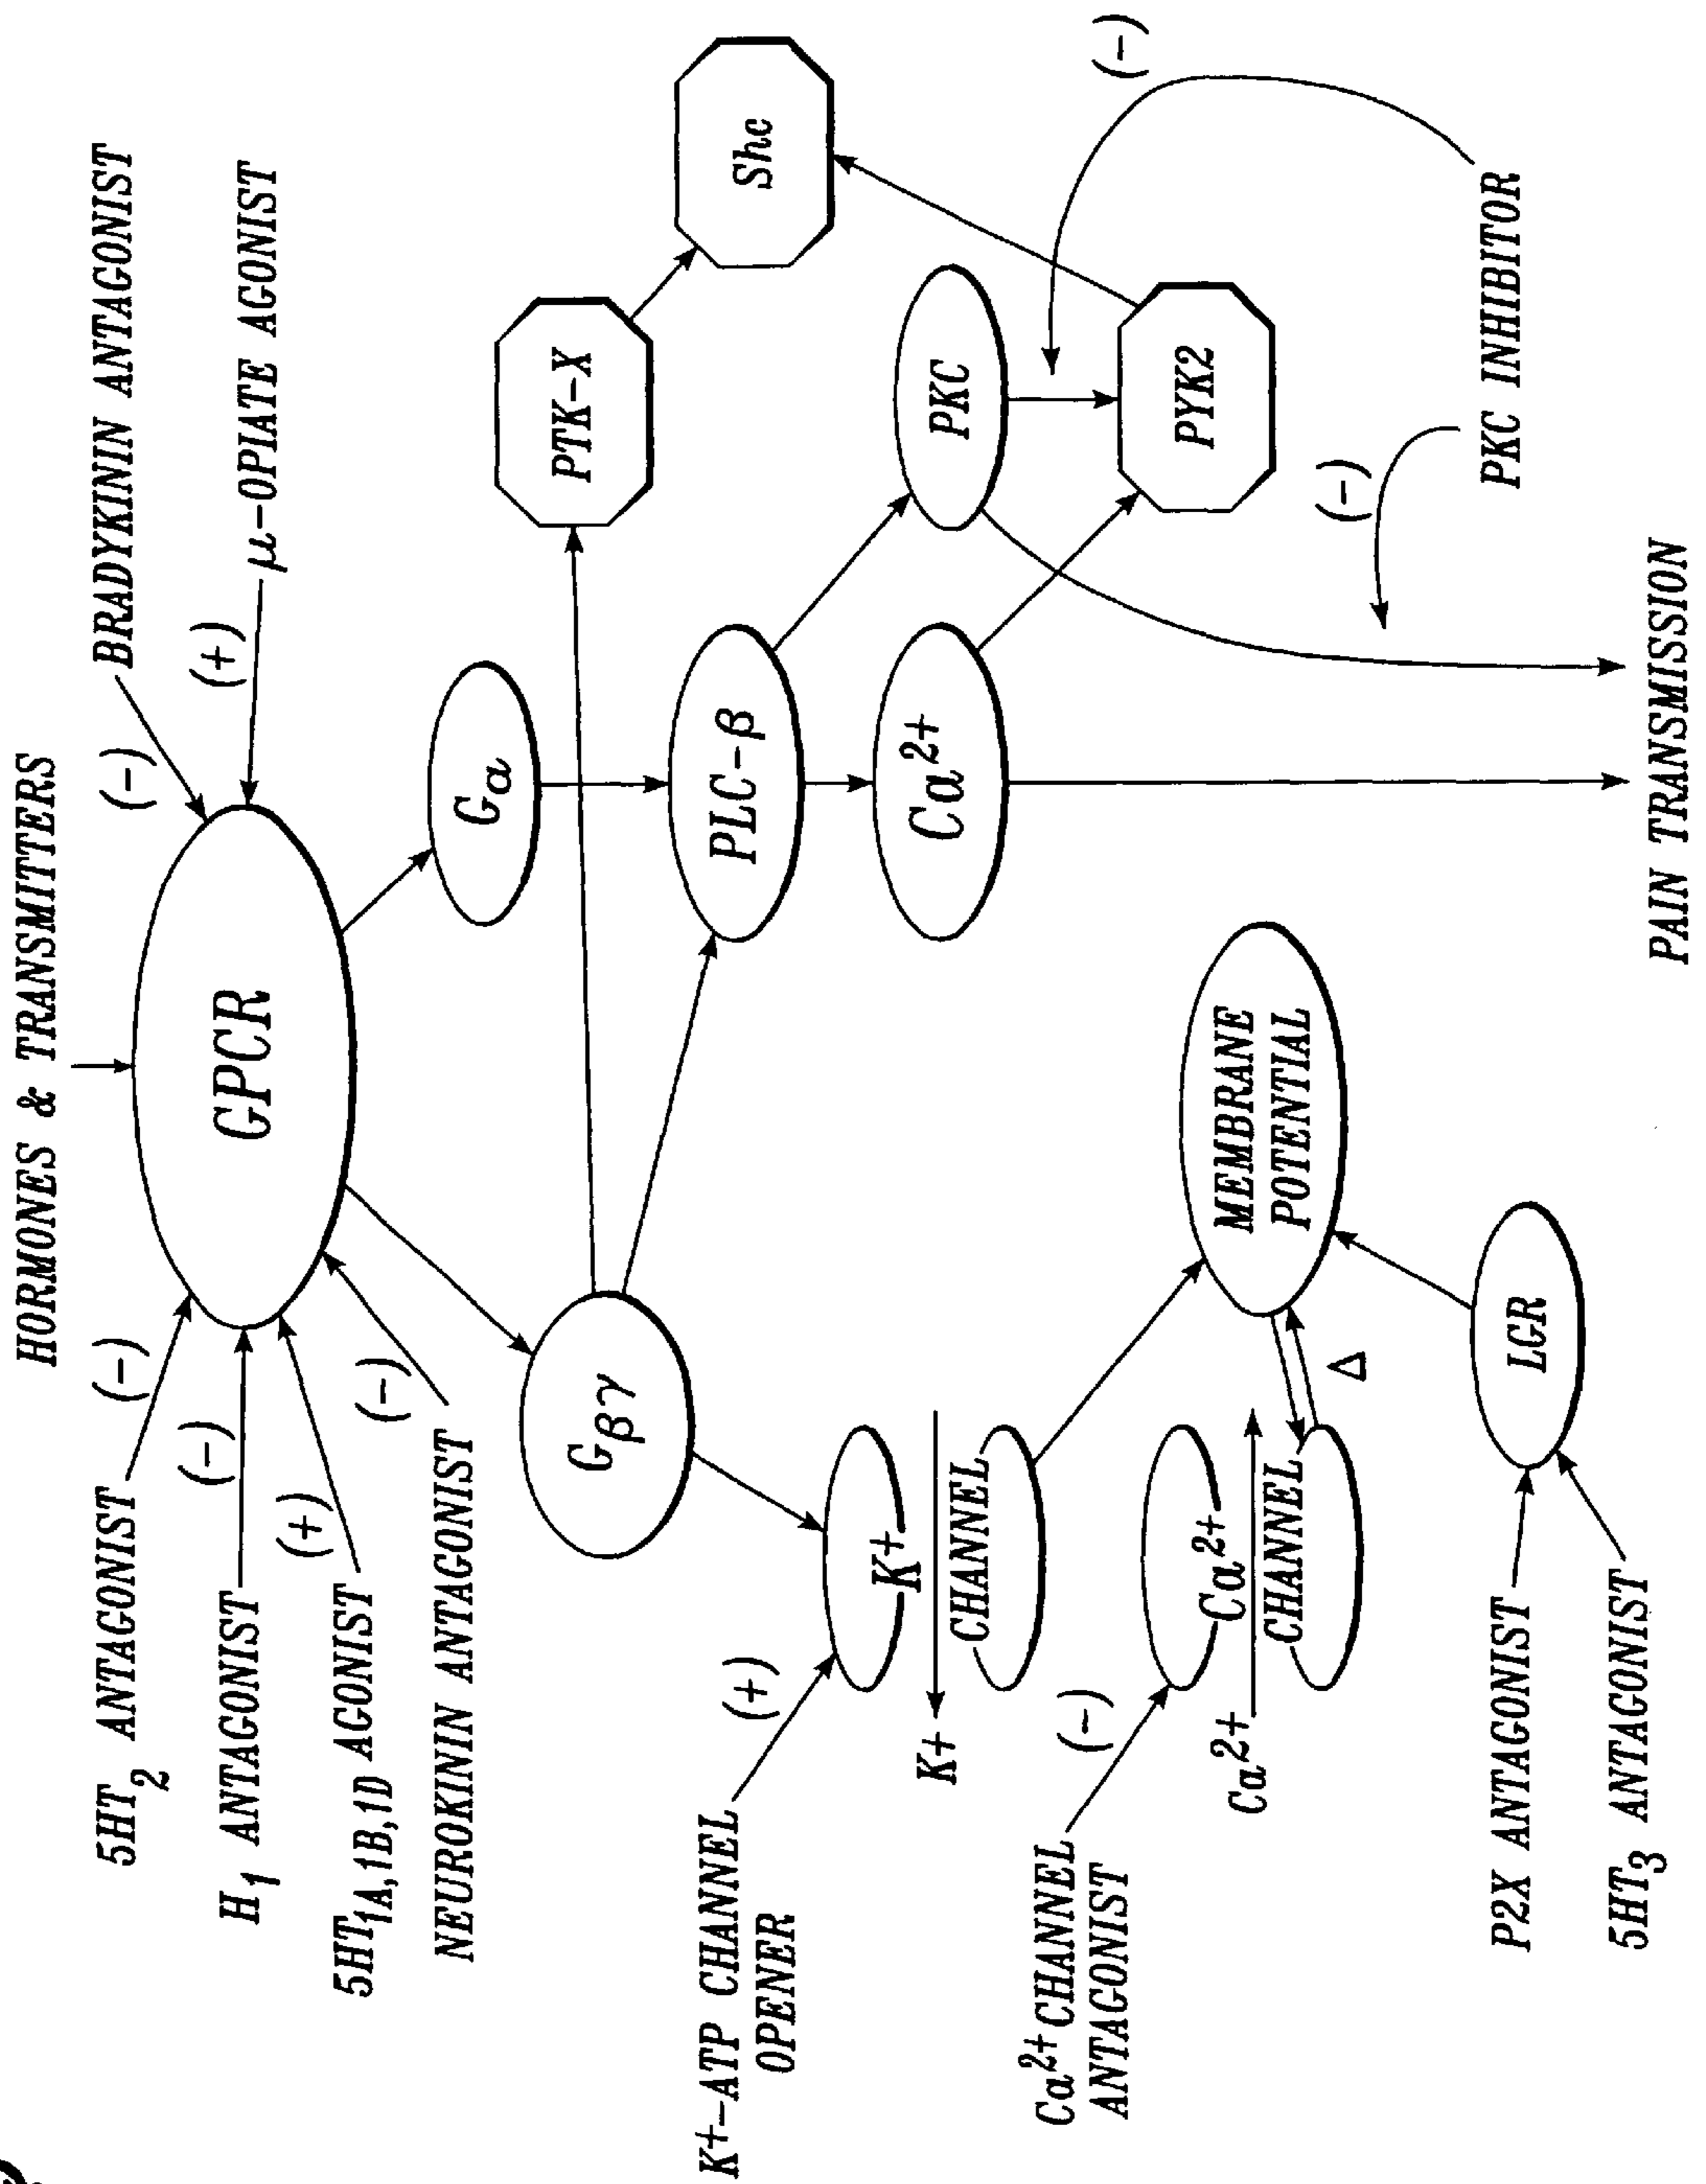 HORMONES & TRANSMITTERS
5HT2 ANTAGONIST
(-)
(-)
BRADYKININ ANTAGONIST
H1 ANTAGONIST
(-)
GPCR
(+)
μ-OPIATE AGONIST
5HT1A,1B,1D AGONIST
(+)
NEUROKININ ANTAGONIST
(-)
Gα
Gβγ
PTK-X
Shc
K+-ATP CHANNEL
OPENER
(+)
PLC-β
K+
CHANNEL
K+
Ca2+
PKC
(-)
Ca2+ CHANNEL
ANTAGONIST
(-)
Ca2+
CHANNEL
Ca2+
Δ
MEMBRANE
POTENTIAL
PYK2
(-)
P2X ANTAGONIST
LGR
PKC INHIBITOR
5HT3 ANTAGONIST
PAIN TRANSMISSION